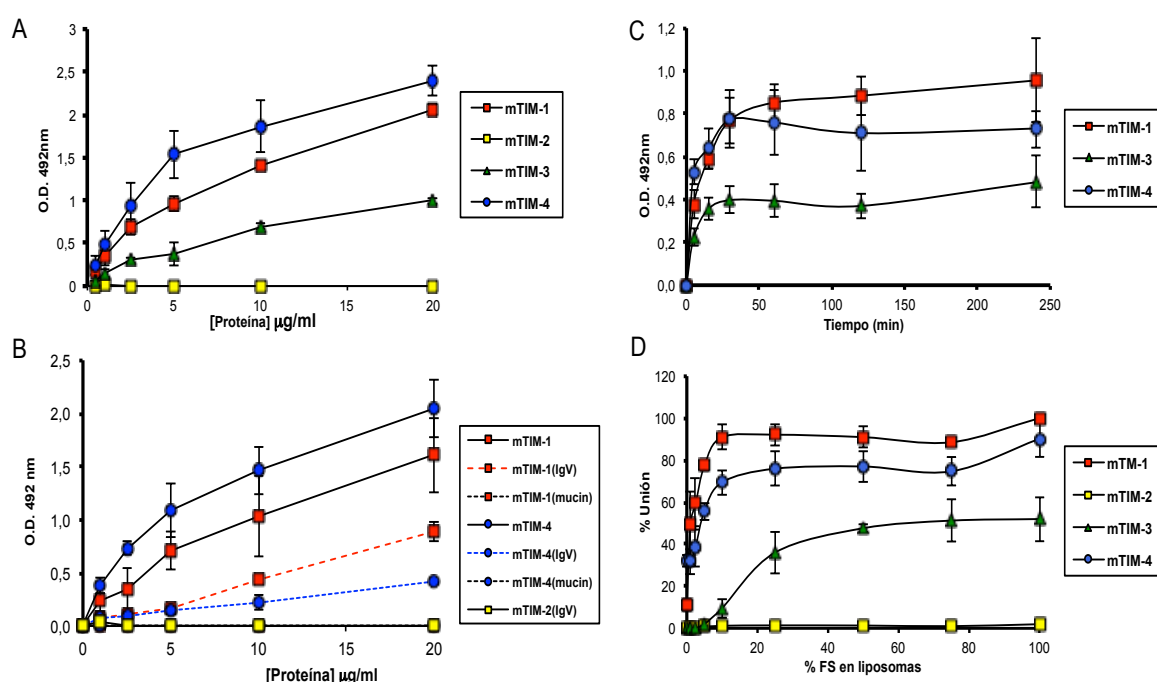 A
3
2,5
2
1,5
1
0,5
0
O.D. 492nm
0
5
10
15
20
[Proteína] µg/ml
mTIM-1
mTIM-2
mTIM-3
mTIM-4
B
2,5
2,0
1,5
1,0
0,5
0,0
O.D. 492 nm
0
5
10
15
20
[Proteína] µg/ml
mTIM-1
mTIM-1(IgV)
mTIM-1(mucin)
mTIM-4
mTIM-4(IgV)
mTIM-4(mucin)
mTIM-2(IgV)
C
1,2
1,0
0,8
0,6
0,4
0,2
0,0
O.D. 492nm
0
50
100
150
200
250
Tiempo (min)
mTIM-1
mTIM-3
mTIM-4
D
120
100
80
60
40
20
0
% Unión
0
20
40
60
80
100
% FS en liposomas
mTM-1
mTIM-2
mTIM-3
mTIM-4